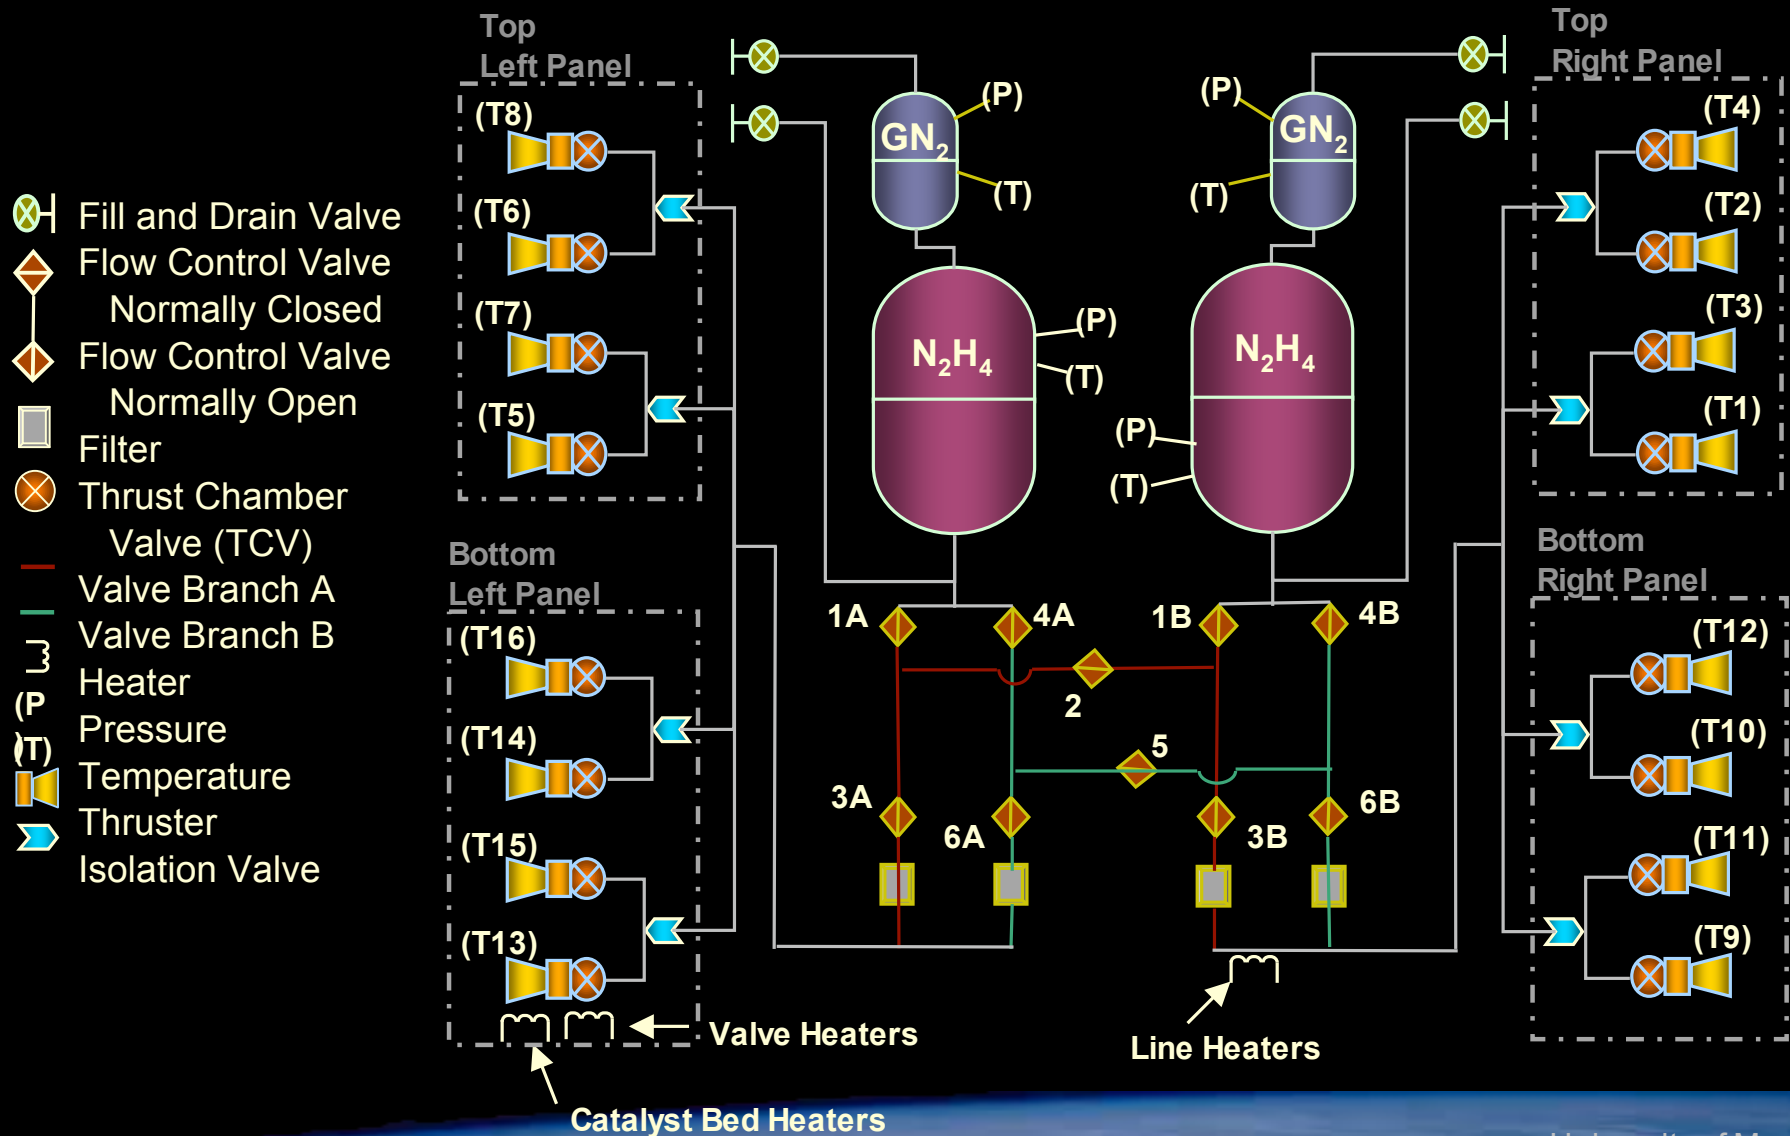 Top
Left Panel
(T8)
(T6)
(T7)
(T5)
Fill and Drain Valve
Flow Control Valve
Normally Closed
Flow Control Valve
Normally Open
Filter
Thrust Chamber
Valve (TCV)
Valve Branch A
Valve Branch B
Heater
(P
)
Pressure
(T)
Temperature
Thruster
Isolation Valve
Bottom
Left Panel
(T16)
(T14)
(T15)
(T13)
GN2
(P)
(T)
N2H4
(P)
(T)
GN2
(P)
(T)
N2H4
(P)
(T)
1A
4A
1B
4B
2
5
3A
6A
3B
6B
Top
Right Panel
(T4)
(T2)
(T3)
(T1)
Bottom
Right Panel
(T12)
(T10)
(T11)
(T9)
Valve Heaters
Line Heaters
Catalyst Bed Heaters